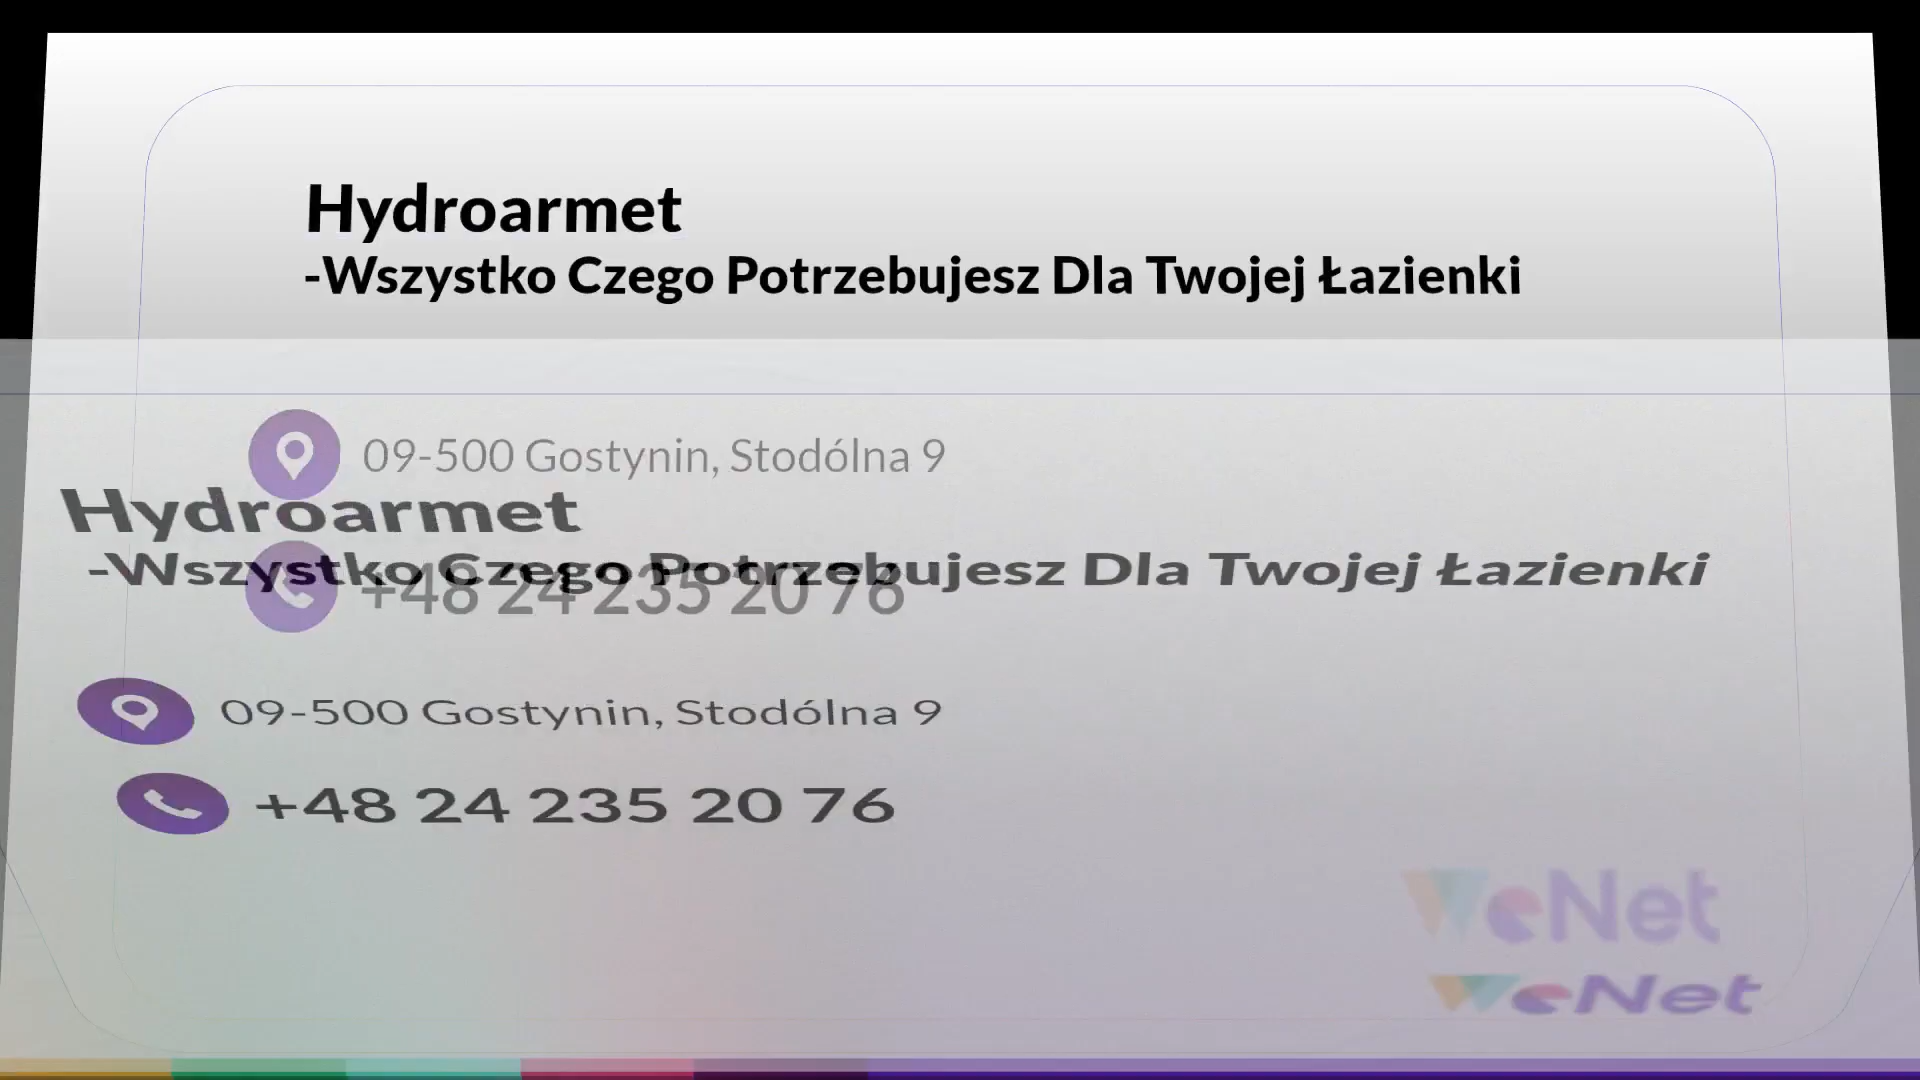 Hydroarmet
-Wszystko Czego Potrzebujesz Dla Twojej Łazienki
09-500 Gostynin, Stodólna 9
Hydroarmet
-Wszystko Czego Potrzebujesz Dla Twojej Łazienki
+48 24 235 20 76
09-500 Gostynin, Stodólna 9
+48 24 235 20 76
WeNet
WeNet